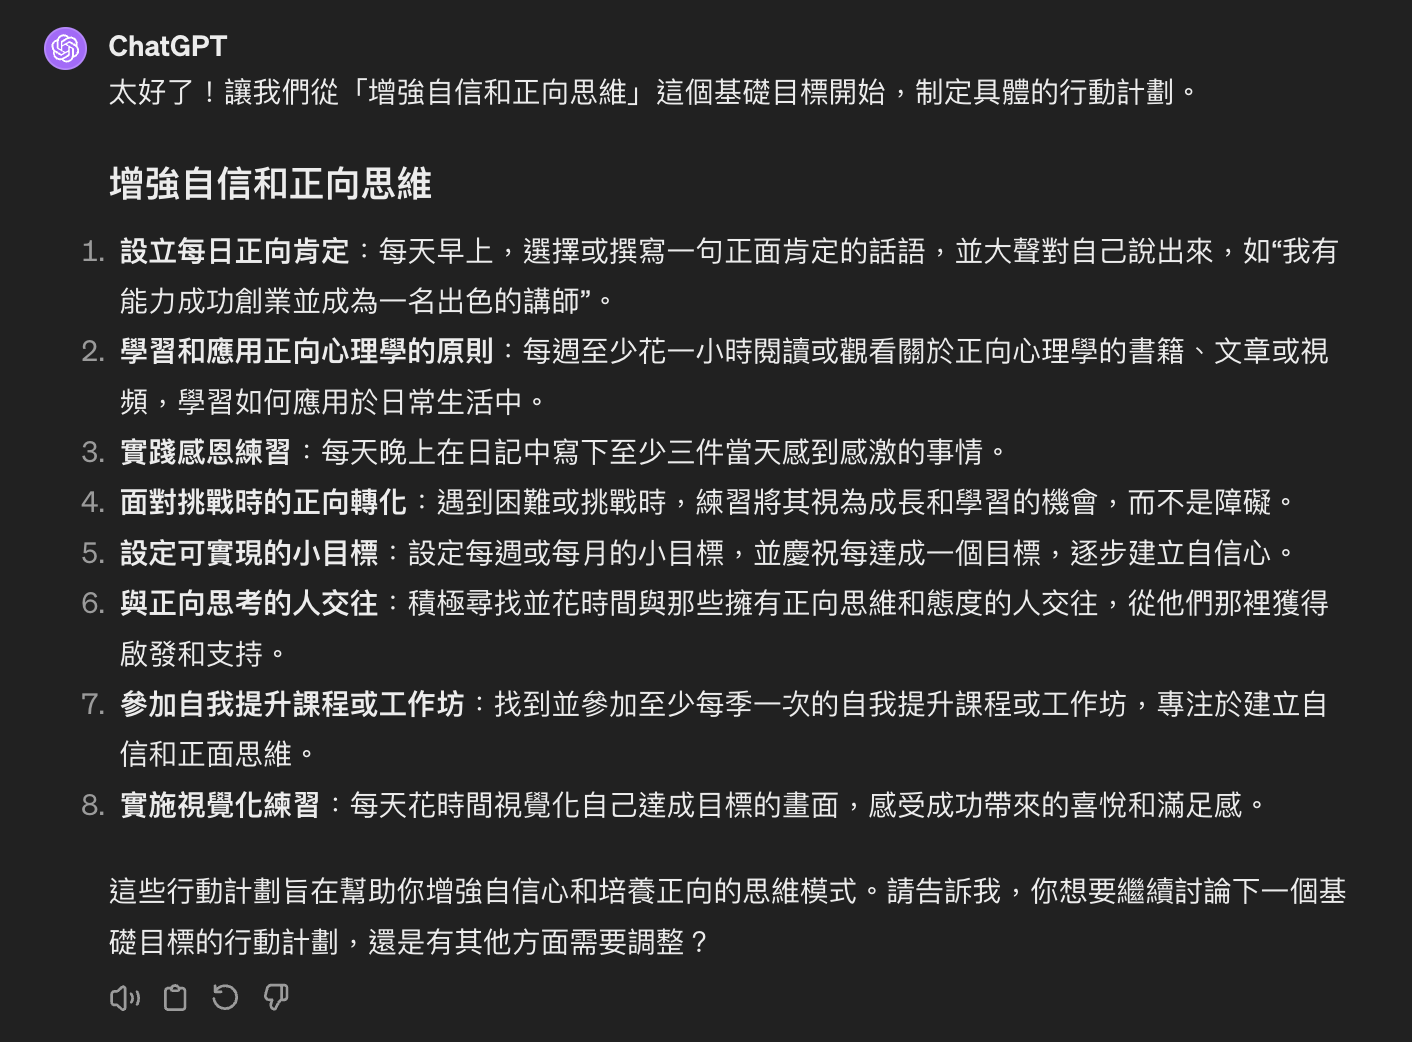 ChatGPT
太好了！讓我們從「增強自信和正向思維」這個基礎目標開始，制定具體的行動計劃。
增強自信和正向思維
1. 設立每日正向肯定：每天早上，選擇或撰寫一句正面肯定的話語，並大聲對自己說出來，如“我有
能力成功創業並成為一名出色的講師”。
2. 學習和應用正向心理學的原則：每週至少花一小時閱讀或觀看關於正向心理學的書籍、文章或視
頻，學習如何應用於日常生活中。
3. 實踐感恩練習：每天晚上在日記中寫下至少三件當天感到感激的事情。
4. 面對挑戰時的正向轉化：遇到困難或挑戰時，練習將其視為成長和學習的機會，而不是障礙。
5. 設定可實現的小目標：設定每週或每月的小目標，並慶祝每達成一個目標，逐步建立自信心。
6. 與正向思考的人交往：積極尋找並花時間與那些擁有正向思維和態度的人交往，從他們那裡獲得
啟發和支持。
7. 參加自我提升課程或工作坊：找到並參加至少每季一次的自我提升課程或工作坊，專注於建立自
信和正面思維。
8. 實施視覺化練習：每天花時間視覺化自己達成目標的畫面，感受成功帶來的喜悅和滿足感。
這些行動計劃旨在幫助你增強自信心和培養正向的思維模式。請告訴我，你想要繼續討論下一個基
礎目標的行動計劃，還是有其他方面需要調整？